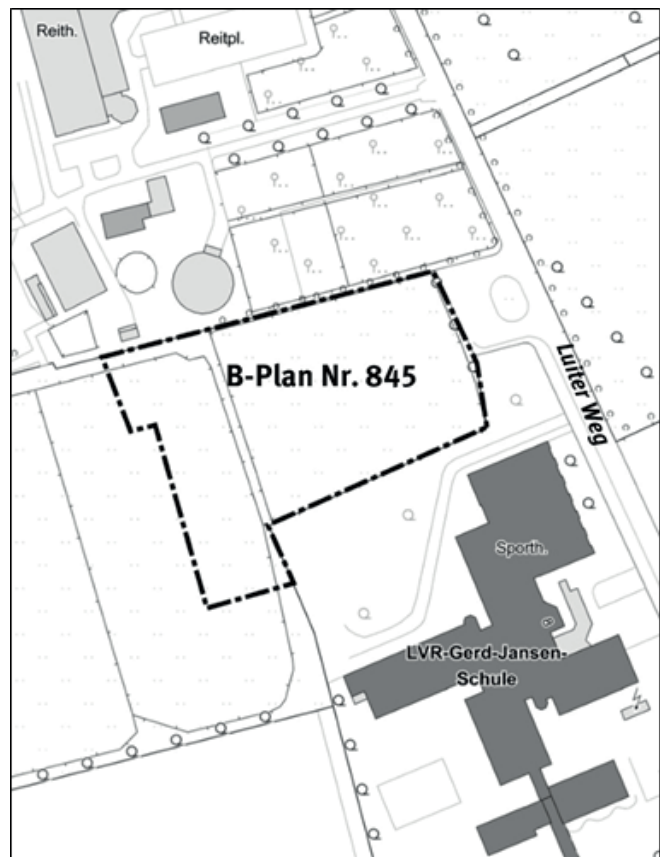 Reith.
Reitpl.
B-Plan Nr. 845
Luiter Weg
Sporth.
LVR-Gerd-Jansen-
Schule